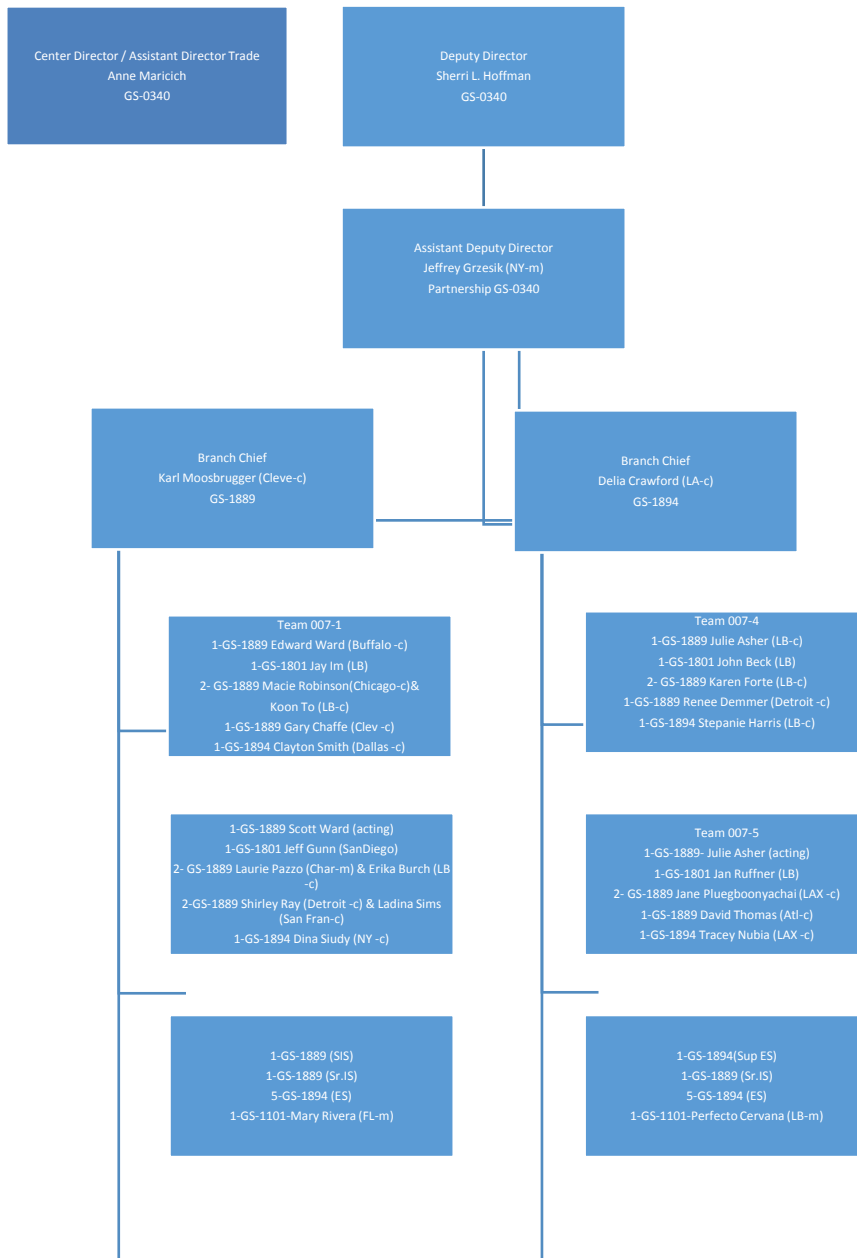 Center Director / Assistant Director Trade
Anne Maricich
GS-0340
Deputy Director
Sherri L. Hoffman
GS-0340
Assistant Deputy Director
Jeffrey Grzesik (NY-m)
Partnership GS-0340
Branch Chief
Karl Moosbrugger (Cleve-c)
GS-1889
Branch Chief
Delia Crawford (LA-c)
GS-1894
Team 007-1
1-GS-1889 Edward Ward (Buffalo -c)
1-GS-1801 Jay Im (LB)
2- GS-1889 Macie Robinson(Chicago-c)&
Koon To (LB-c)
1-GS-1889 Gary Chaffe (Clev -c)
1-GS-1894 Clayton Smith (Dallas -c)
Team 007-4
1-GS-1889 Julie Asher (LB-c)
1-GS-1801 John Beck (LB)
2- GS-1889 Karen Forte (LB-c)
1-GS-1889 Renee Demmer (Detroit -c)
1-GS-1894 Stepanie Harris (LB-c)
1-GS-1889 Scott Ward (acting)
1-GS-1801 Jeff Gunn (SanDiego)
2- GS-1889 Laurie Pazzo (Char-m) & Erika Burch (LB
-c)
2-GS-1889 Shirley Ray (Detroit -c) & Ladina Sims
(San Fran-c)
1-GS-1894 Dina Siudy (NY -c)
Team 007-5
1-GS-1889- Julie Asher (acting)
1-GS-1801 Jan Ruffner (LB)
2- GS-1889 Jane Pluegboonyachai (LAX -c)
1-GS-1889 David Thomas (Atl-c)
1-GS-1894 Tracey Nubia (LAX -c)
1-GS-1889 (SIS)
1-GS-1889 (Sr.IS)
5-GS-1894 (ES)
1-GS-1101-Mary Rivera (FL-m)
1-GS-1894(Sup ES)
1-GS-1889 (Sr.IS)
5-GS-1894 (ES)
1-GS-1101-Perfecto Cervana (LB-m)